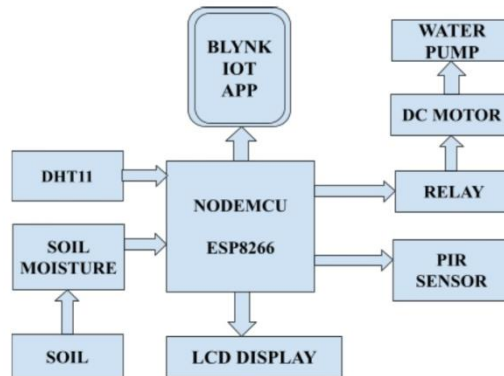 BLYNK
IOT
APP
WATER
PUMP
DC MOTOR
DHT11
NODEMCU
ESP8266
RELAY
SOIL
MOISTURE
PIR
SENSOR
SOIL
LCD DISPLAY